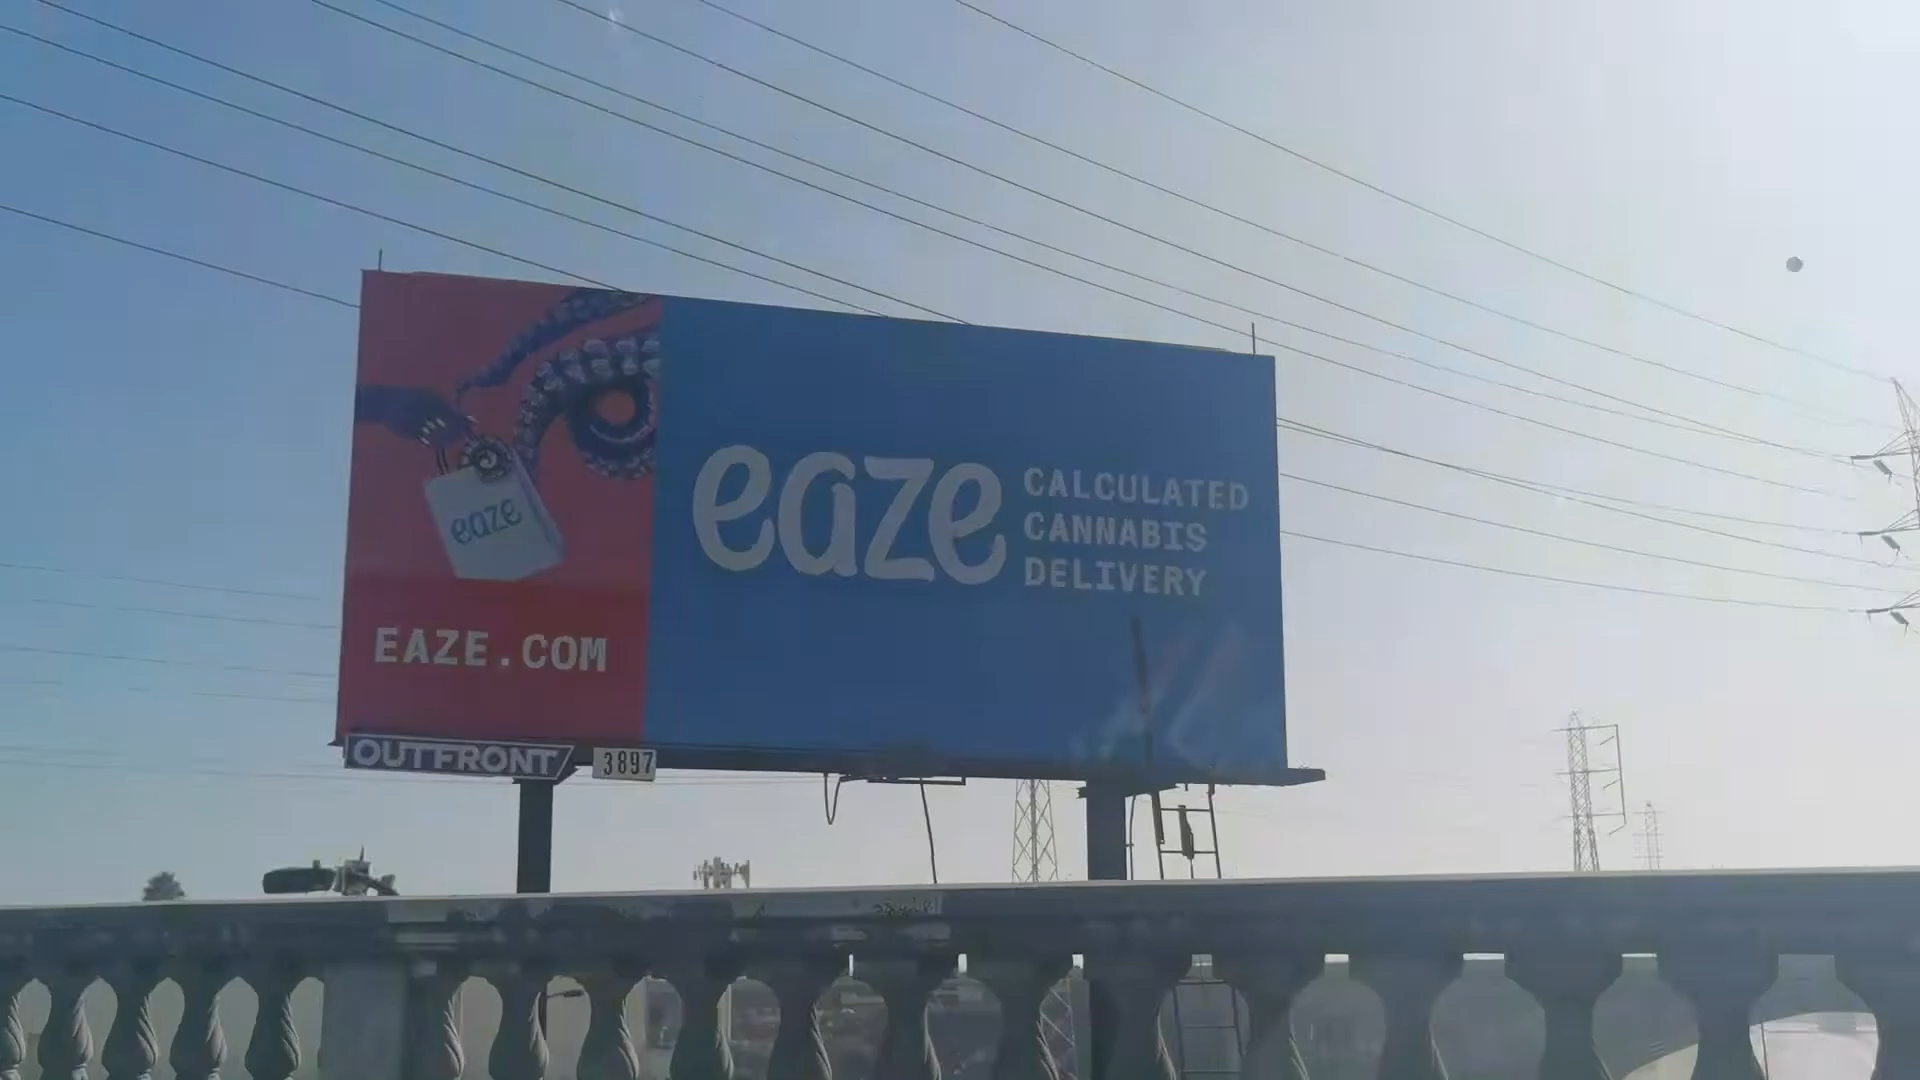 eaze
EAZE.COM
eaze
CALCULATED
CANNABIS
DELIVERY
OUTFRONT
3897